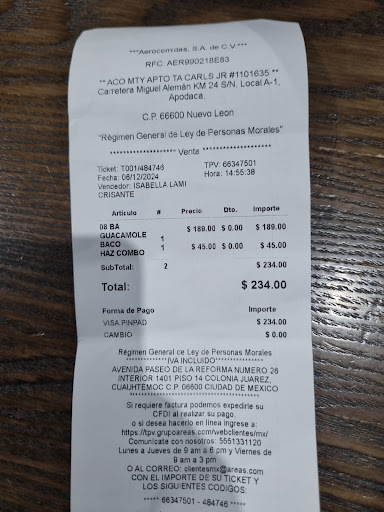 ***Aerocomidas, S.A. de C.V.***
RFC: AER990218E83
** ACO MTY APTO TA CARLS JR #1101635 **
Carretera Miguel Alemán KM 24 S/N, Local A-1,
Apodaca.
C.P. 66600 Nuevo Leon
"Régimen General de Ley de Personas Morales"
******************* Venta ********************
Ticket: T001/484746 TPV: 66347501
Fecha: 06/12/2024 Hora: 14:55:38
Vendedor: ISABELLA LAMI
CRISANTE
Articulo # Precio Dto. Importe
08 BA $ 189.00 $ 0.00 $ 189.00
GUACAMOLE 1
BACO 1 $ 45.00 $ 0.00 $ 45.00
HAZ COMBO
SubTotal: 2 $ 234.00
Total: $ 234.00
Forma de Pago Importe
VISA PINPAD $ 234.00
CAMBIO $ 0.00
Régimen General de Ley de Personas Morales
****************IVA INCLUIDO****************
AVENIDA PASEO DE LA REFORMA NUMERO 26
INTERIOR 1401 PISO 14 COLONIA JUAREZ,
CUAUHTEMOC C.P. 06600 CIUDAD DE MEXICO
********************************************
Si requiere factura podemos expedirle su
CFDI al realizar su pago,
o si desea hacerlo en linea ingrese a:
https://tpv.grupoareas.com/webclientes/mx/
Comunicate con nosotros: 5551331120
Lunes a Jueves de 9 am a 6 pm y Viernes de
9 am a 3 pm
O AL CORREO: clientesmx@areas.com
CON EL IMPORTE DE SU TICKET Y
LOS SIGUIENTES CODIGOS:
***** 66347501 - 484746 *****